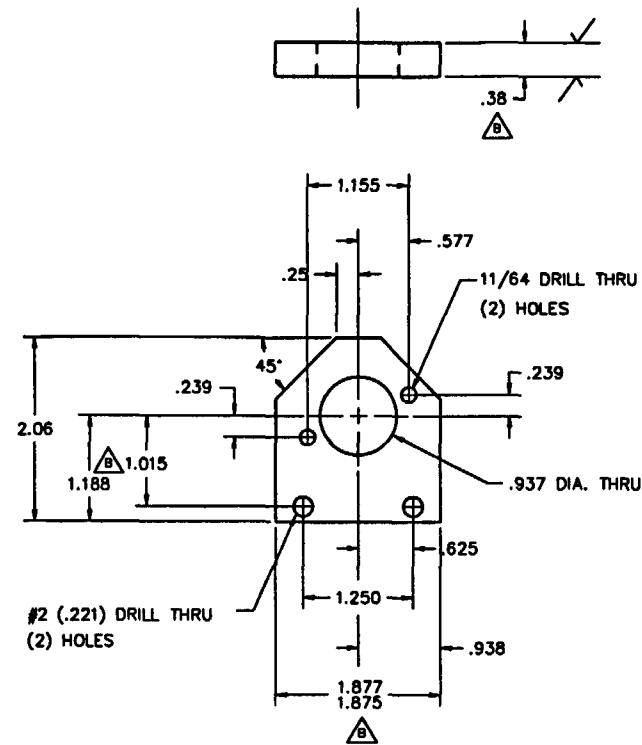 .38
B
1.155
.577
.25
11/64 DRILL THRU
(2) HOLES
45°
.239
.239
2.06
B
1.015
1.188
.937 DIA. THRU
.625
1.250
#2 (.221) DRILL THRU
(2) HOLES
.938
1.877
1.875
B